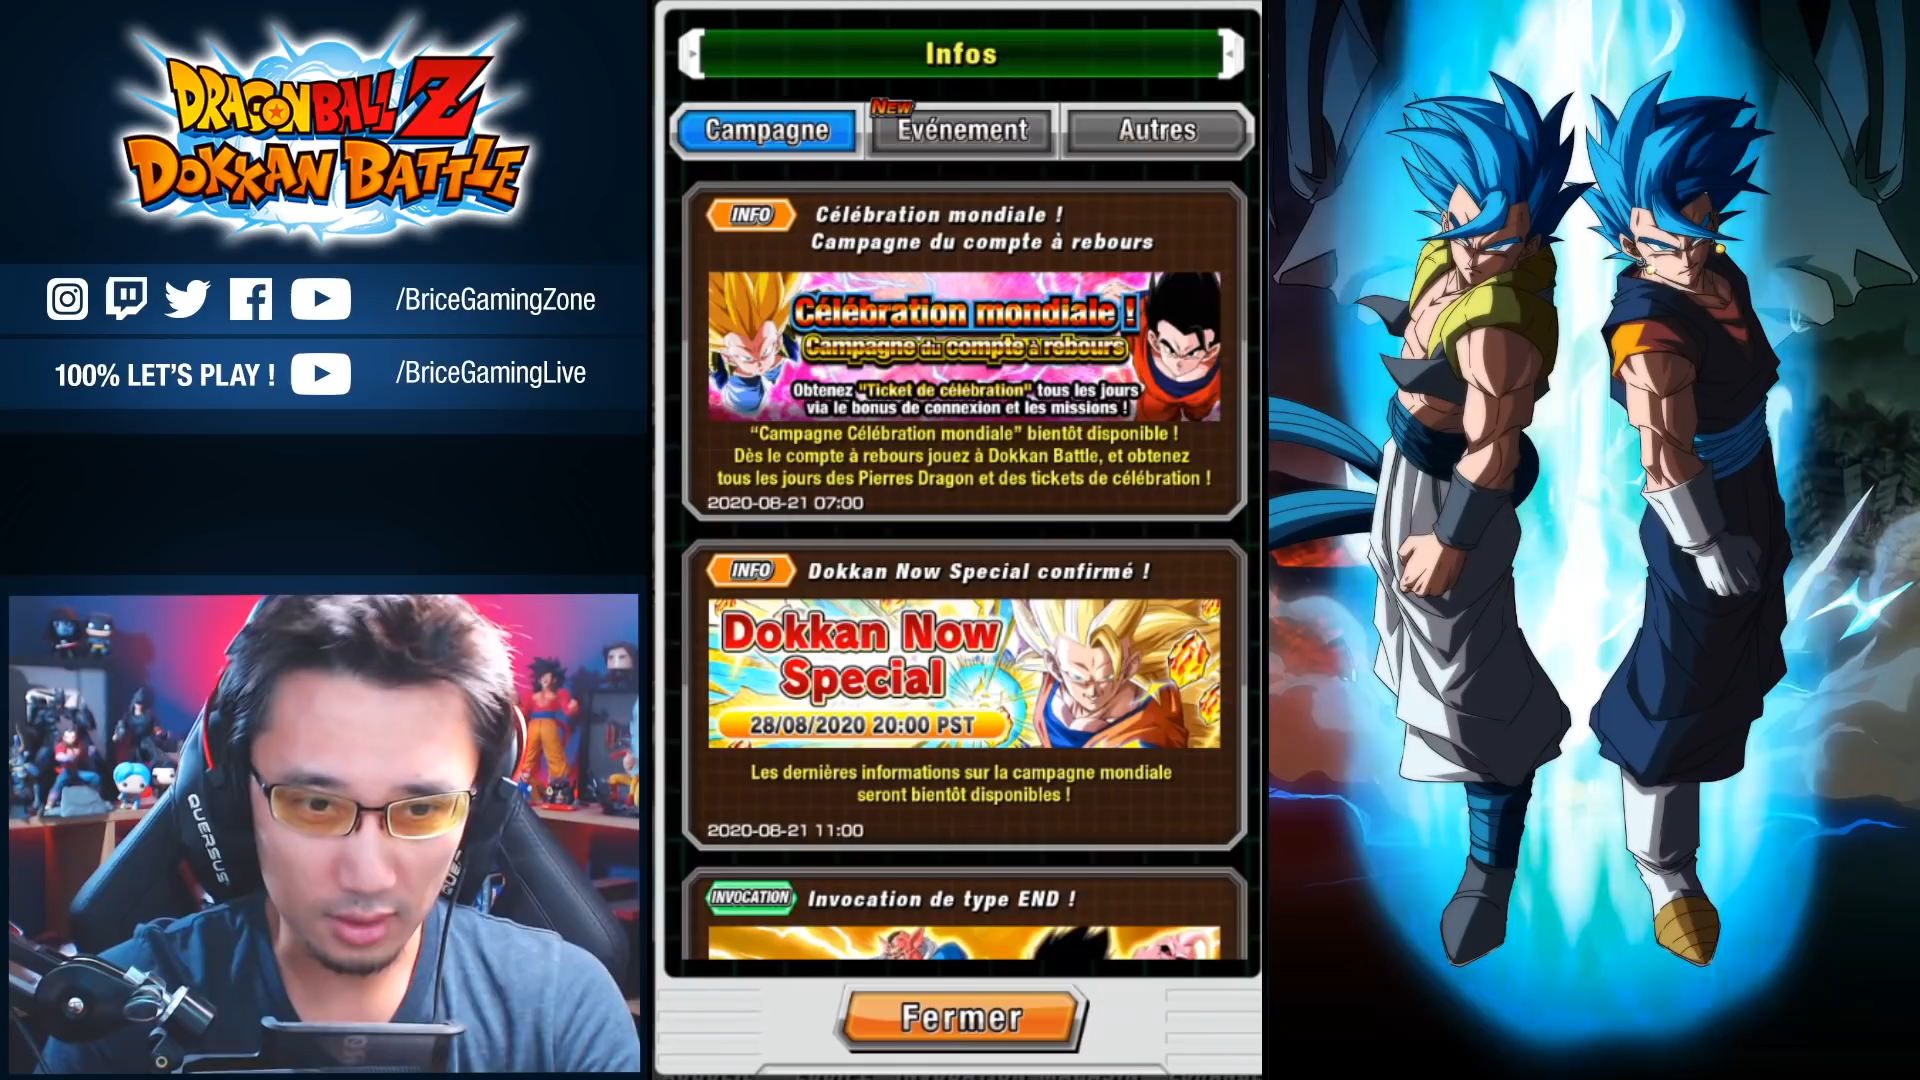 DRAGONBALL Z
DOKKAN BATTLE
/BriceGamingZone
100% LET'S PLAY !
/BriceGamingLive
QUERSUS
QUE
Infos
Campagne
New
Evénement
Autres
INFO
Célébration mondiale !
Campagne du compte à rebours
Célébration mondiale !
Campagne du compte à rebours
Obtenez "Ticket de célébration" tous les jours
via le bonus de connexion et les missions !
“Campagne Célébration mondiale” bientôt disponible !
Dès le compte à rebours jouez à Dokkan Battle, et obtenez
tous les jours des Pierres Dragon et des tickets de célébration !
2020-08-21 07:00
INFO
Dokkan Now Special confirmé !
Dokkan Now
Special
28/08/2020 20:00 PST
Les dernières informations sur la campagne mondiale
seront bientôt disponibles !
2020-08-21 11:00
INVOCATION
Invocation de type END !
Fermer